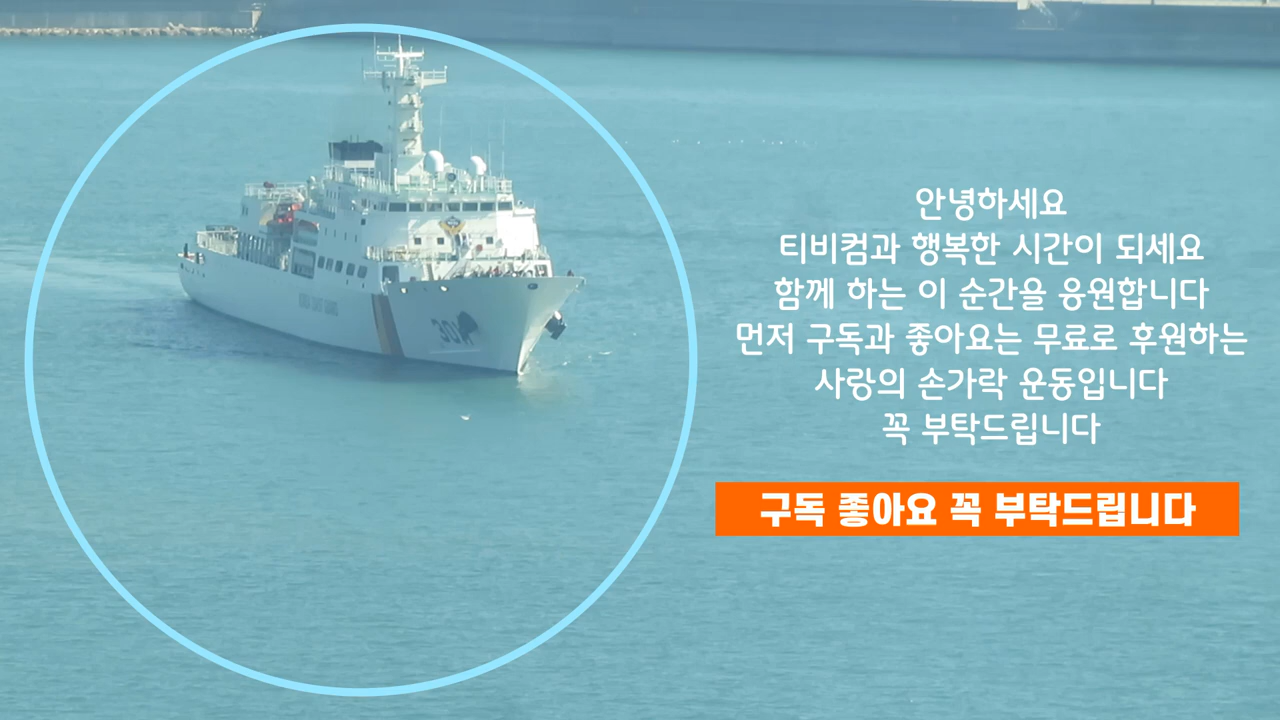 안녕하세요
티비컴과 행복한 시간이 되세요
함께 하는 이 순간을 응원합니다
먼저 구독과 좋아요는 무료로 후원하는
사랑의 손가락 운동입니다
꼭 부탁드립니다
구독 좋아요 꼭 부탁드립니다